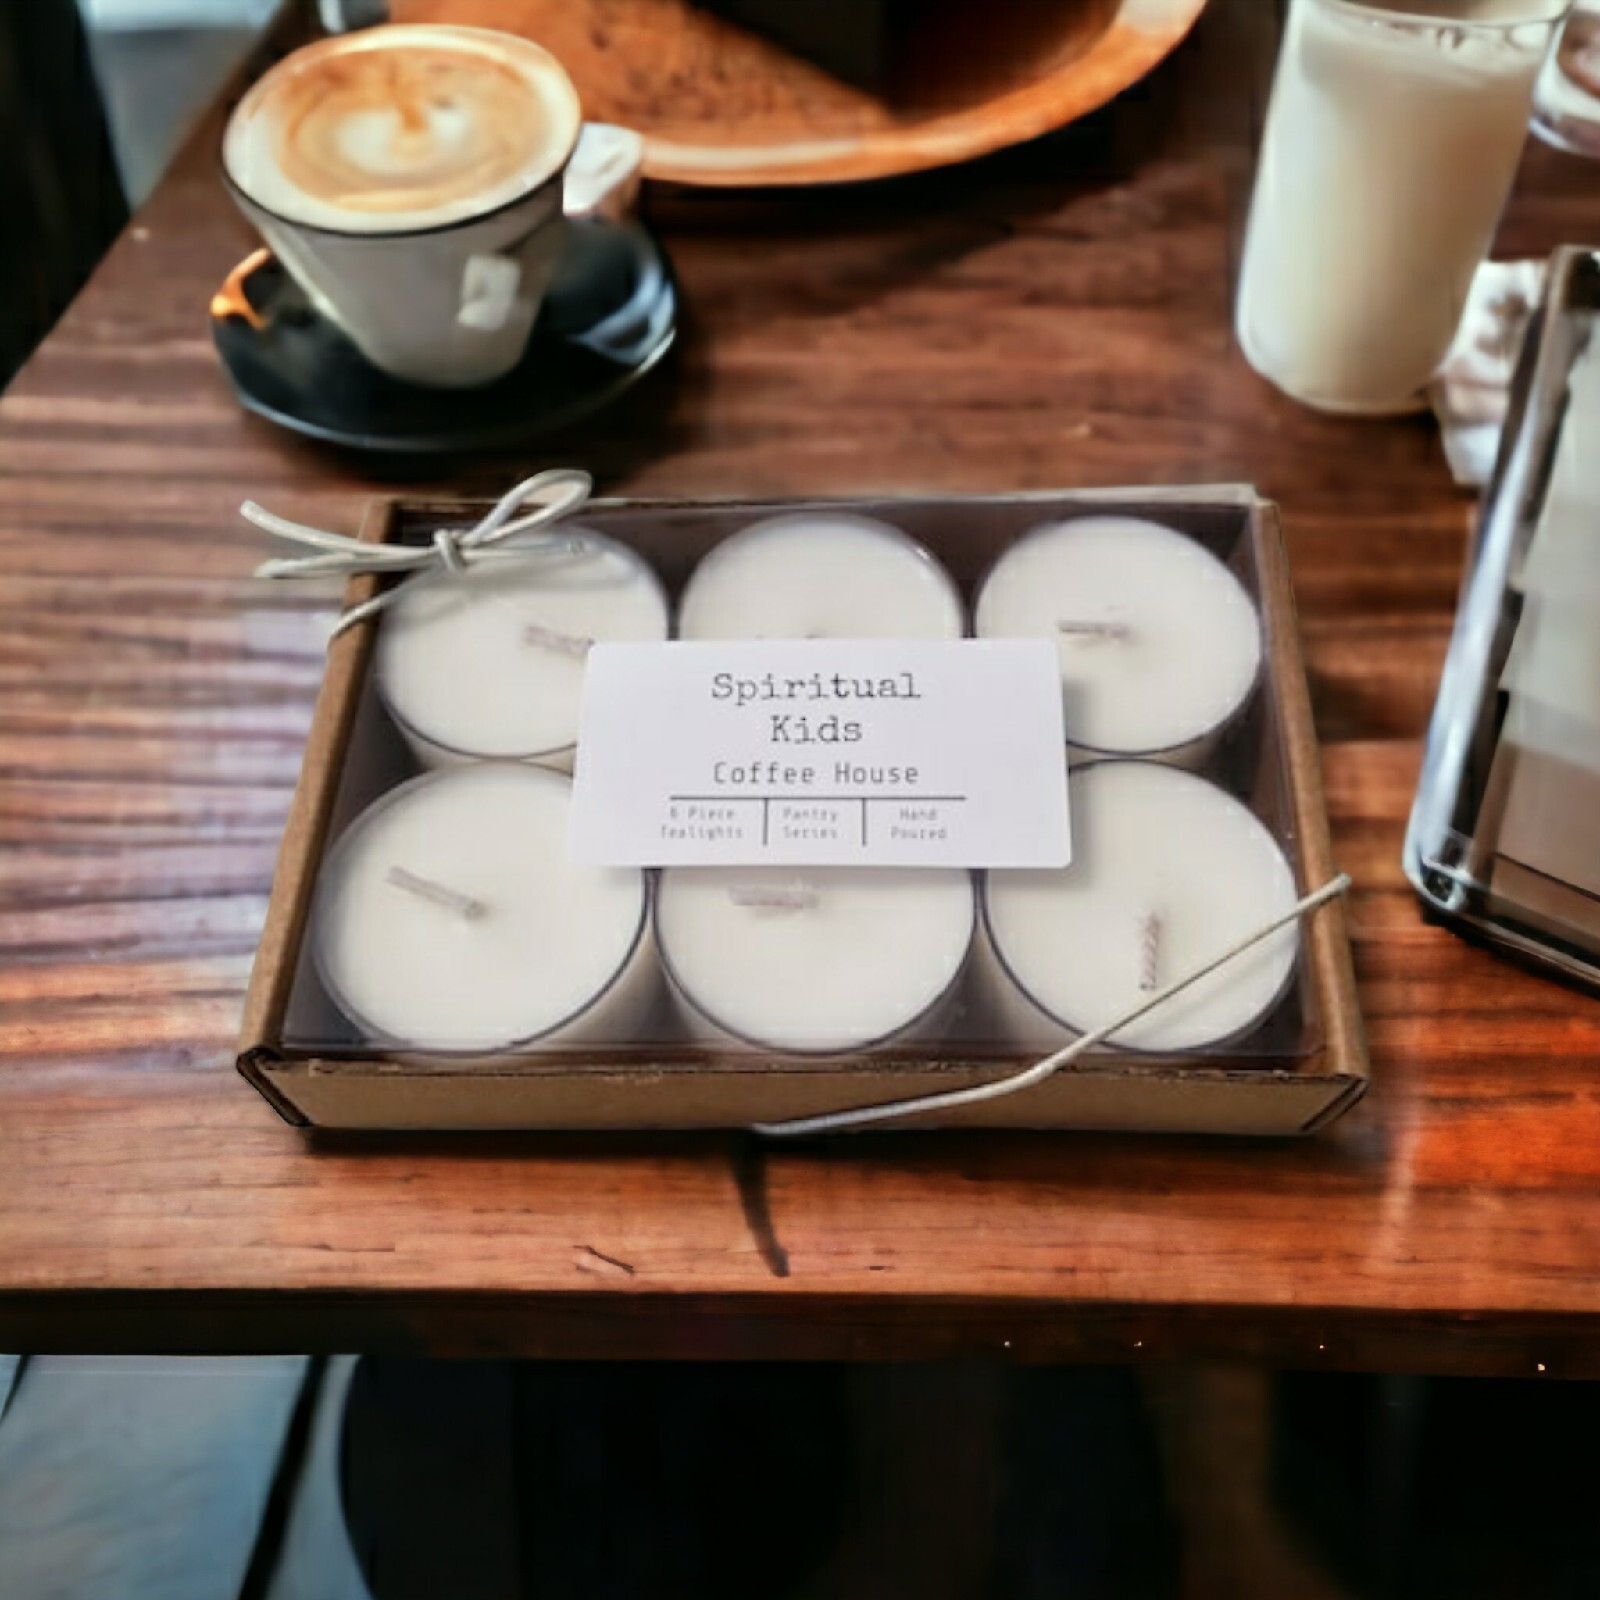 Spiritual
Kids
Coffee House
6 Piece Pantry Hand
Tealights Series Poured